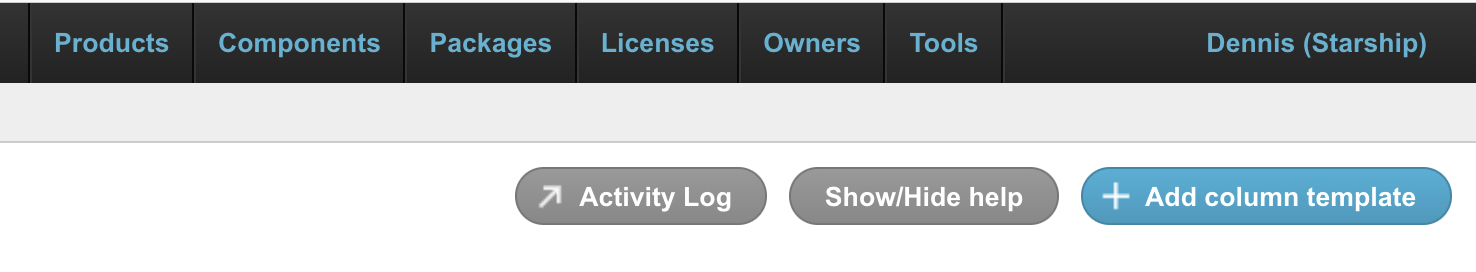 Products Components Packages Licenses Owners Tools Dennis (Starship)
Activity Log Show/Hide help Add column template